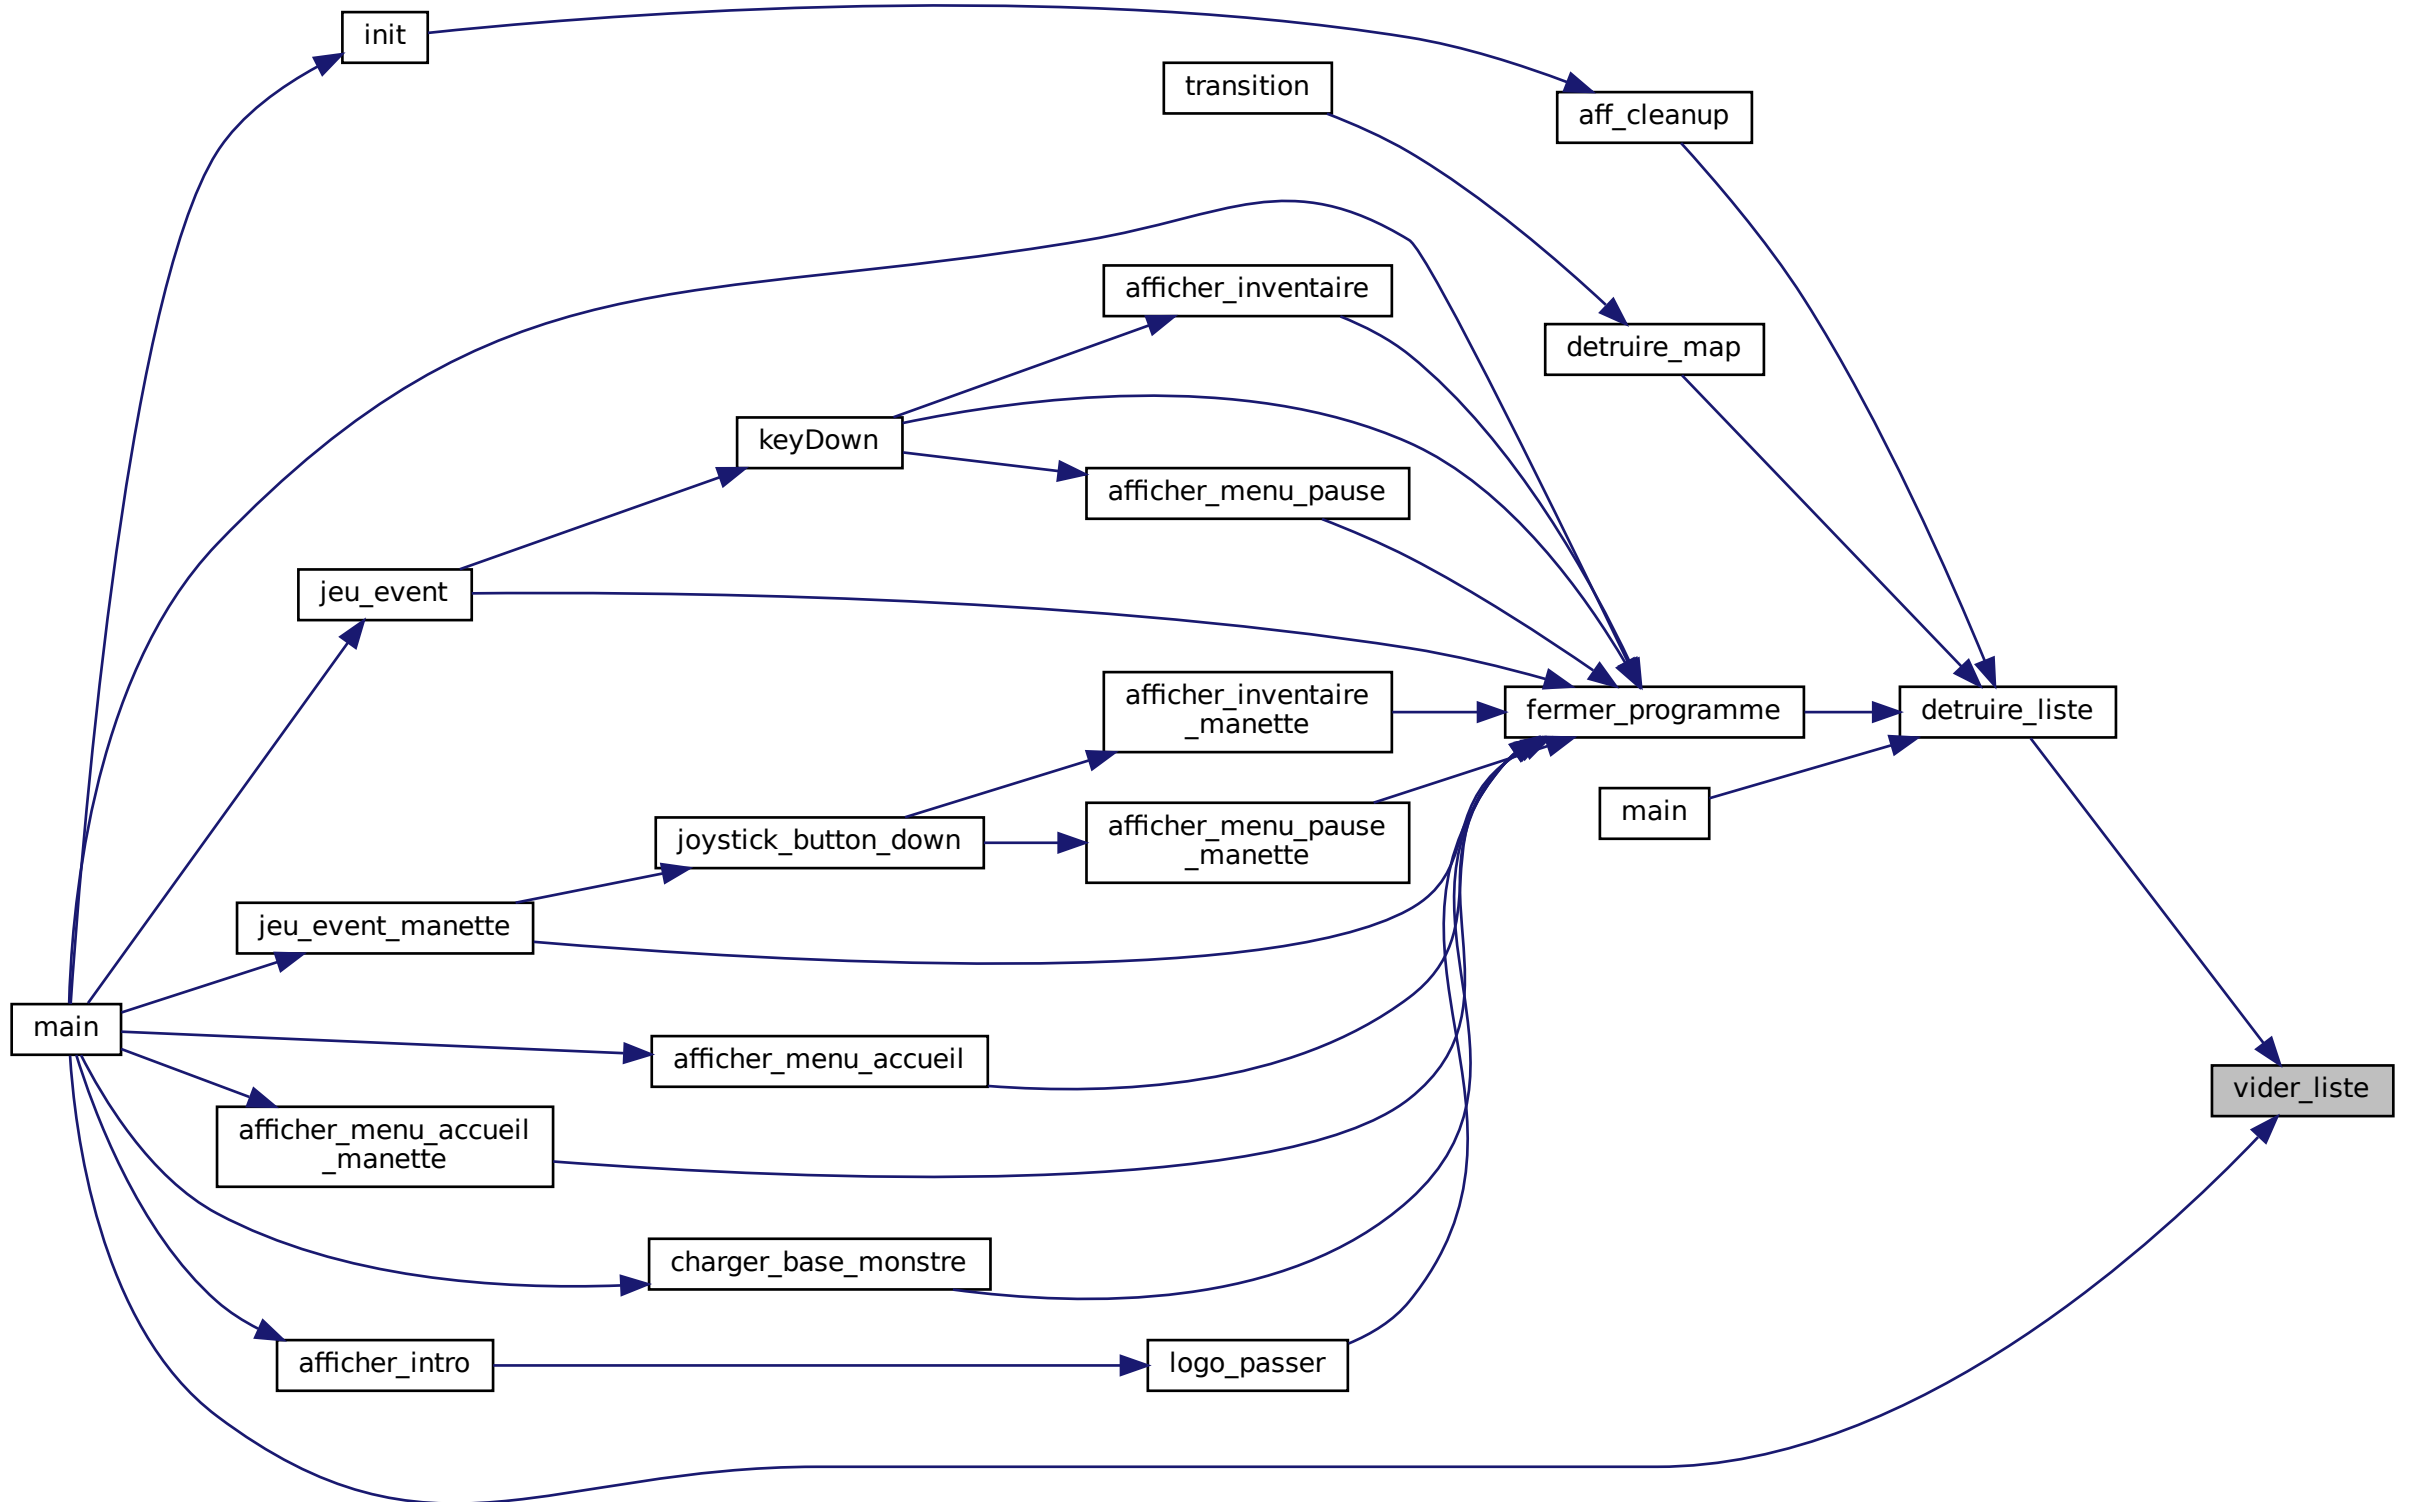 init
transition
aff_cleanup
afficher_inventaire
detruire_map
keyDown
afficher_menu_pause
jeu_event
afficher_inventaire
_manette
fermer_programme
detruire_liste
main
joystick_button_down
afficher_menu_pause
_manette
jeu_event_manette
main
afficher_menu_accueil
vider_liste
afficher_menu_accueil
_manette
charger_base_monstre
afficher_intro
logo_passer